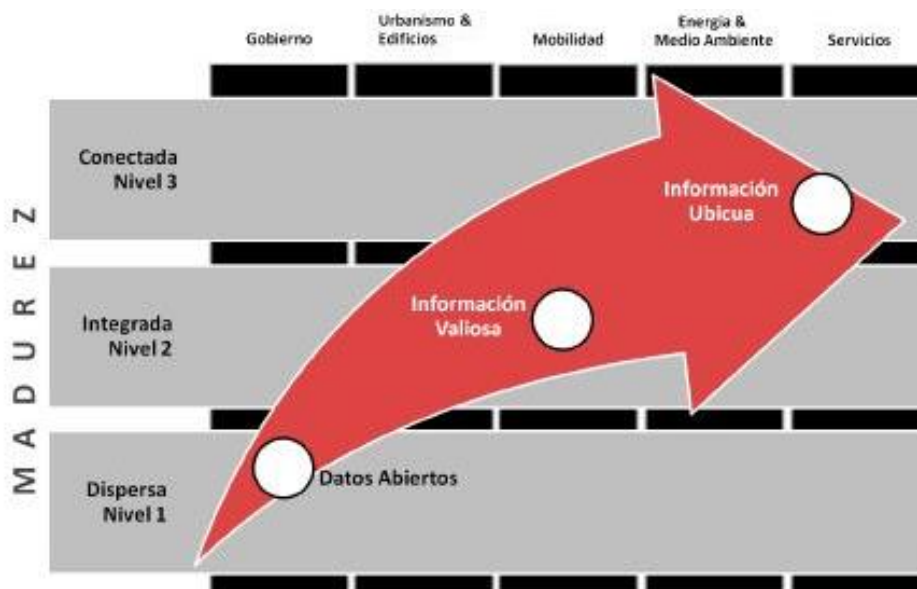 Gobierno
Urbanismo &
Edificios
Mobilidad
Energía &
Medio Ambiente
Servicios
MADUREZ
Conectada
Nivel 3
Información
Ubicua
Integrada
Nivel 2
Información
Valiosa
Dispersa
Nivel 1
Datos Abiertos